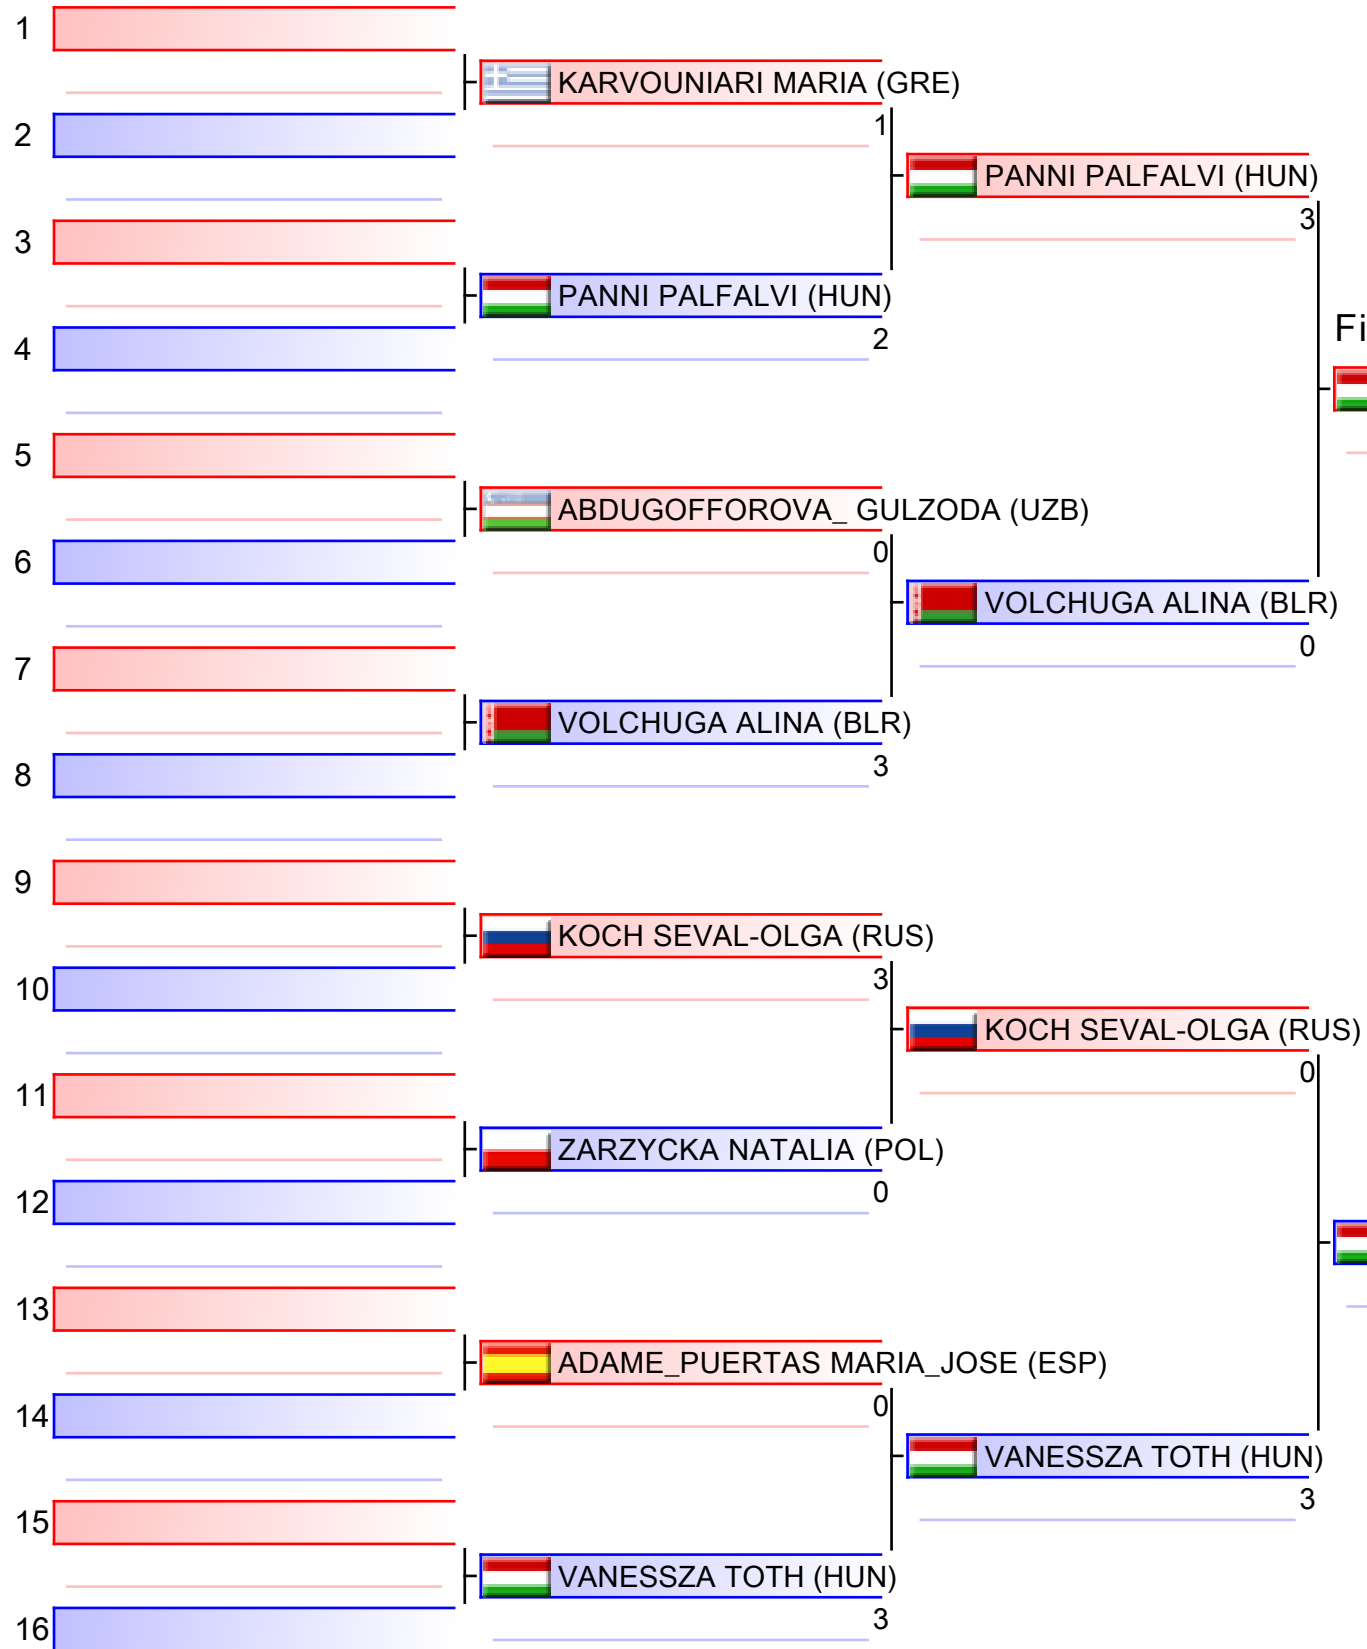 1
KARVOUNIARI MARIA (GRE)
1
2
PANNI PALFALVI (HUN)
3
3
PANNI PALFALVI (HUN)
2
4
Fi
5
ABDUGOFFOROVA_ GULZODA (UZB)
0
6
VOLCHUGA ALINA (BLR)
0
7
VOLCHUGA ALINA (BLR)
3
8
9
KOCH SEVAL-OLGA (RUS)
3
10
KOCH SEVAL-OLGA (RUS)
0
11
ZARZYCKA NATALIA (POL)
0
12
13
ADAME_PUERTAS MARIA_JOSE (ESP)
0
14
VANESSZA TOTH (HUN)
3
15
VANESSZA TOTH (HUN)
3
16